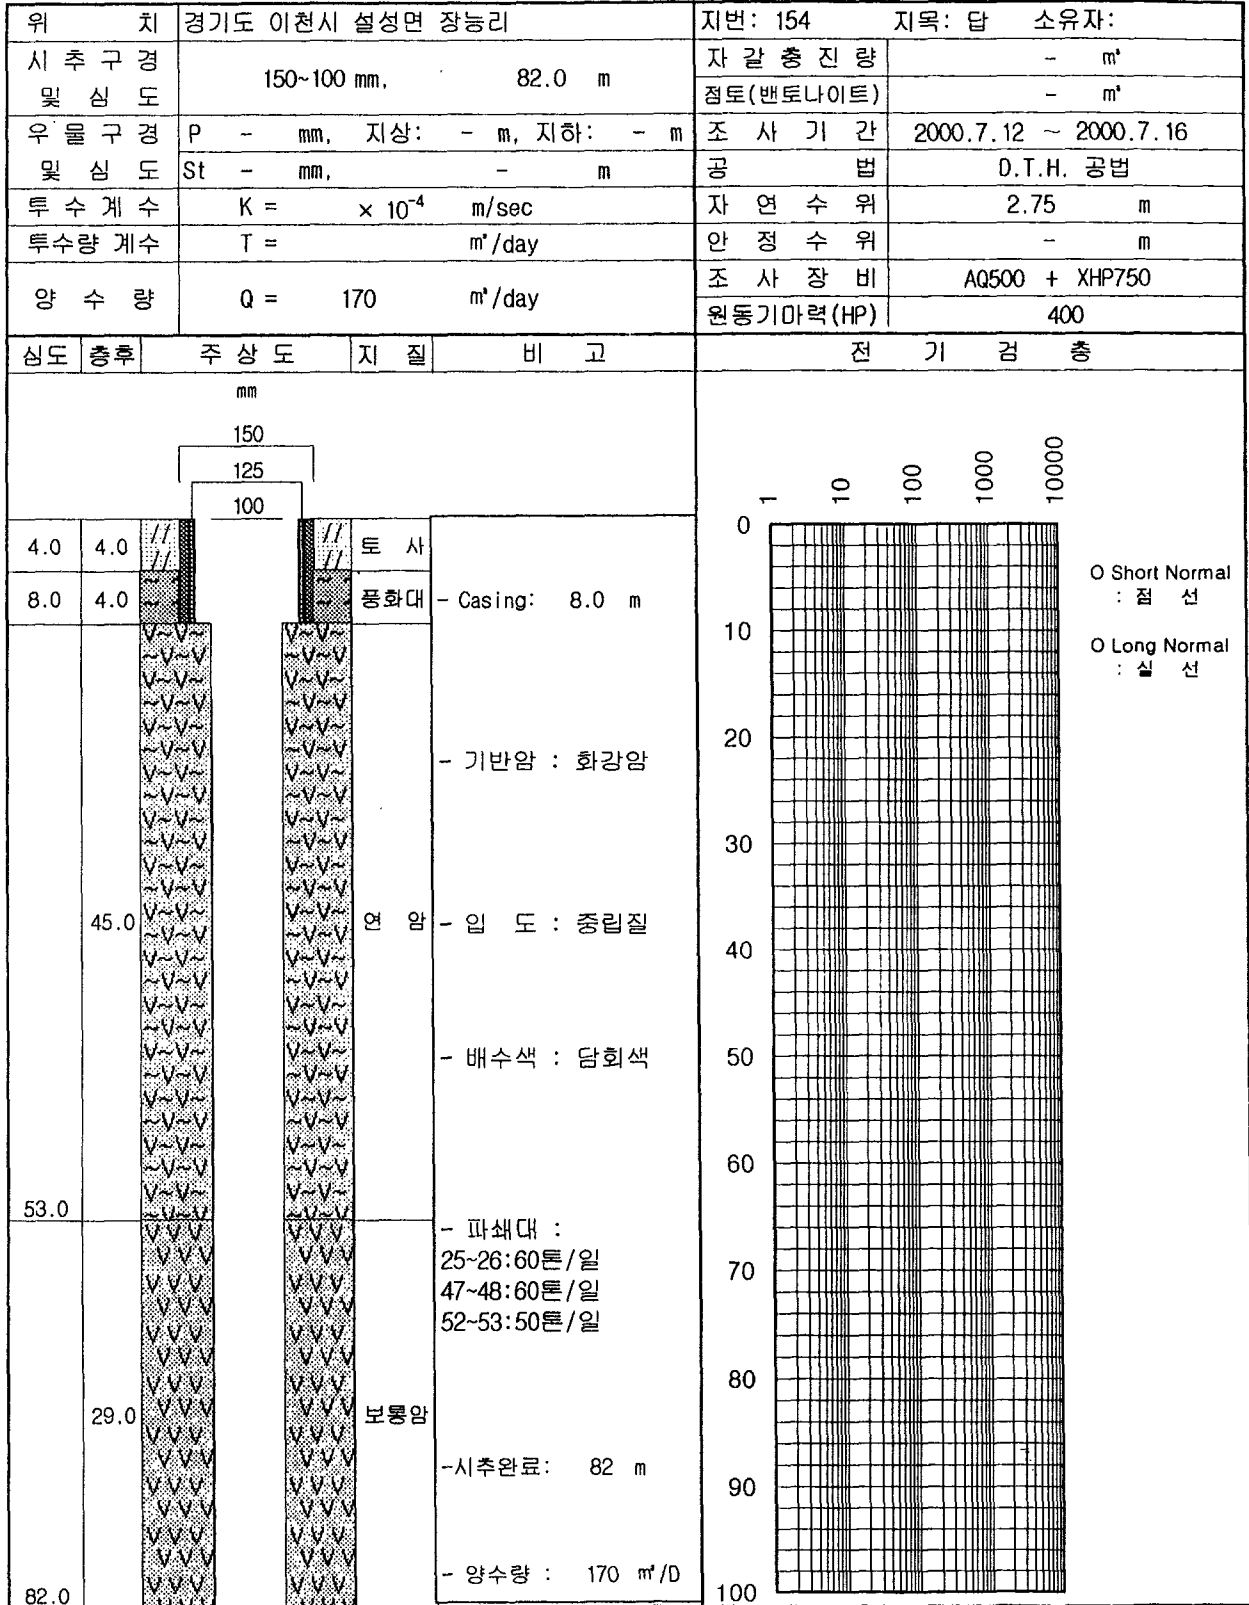 위 치 경기도 이천시 설성면 장능리 지번: 154 지목: 답 소유자:
시 추 구 경 및 심 도 150~100 mm, 82.0 m
자 갈 충 진 량 - m³
점토(밴토나이트) - m³
우 물 구 경 및 심 도 P - mm, 지상: - m, 지하: - m
St - mm, - m
조 사 기 간 2000.7.12 ~ 2000.7.16
공 법 D.T.H. 공법
투 수 계 수 K = × 10⁻⁴ m/sec
자 연 수 위 2.75 m
투수량 계수 T = m³/day
안 정 수 위 - m
양 수 량 Q = 170 m³/day
조 사 장 비 AQ500 + XHP750
원동기마력(HP) 400
심도 층후 주 상 도 지 질 비 고 전 기 검 층
mm
150
125
100
4.0 4.0 토 사
8.0 4.0 풍화대 - Casing: 8.0 m
- 기반암 : 화강암
45.0 연 암 - 입 도 : 중립질
- 배수색 : 담회색
53.0
- 파쇄대 :
25~26:60톤/일
47~48:60톤/일
52~53:50톤/일
29.0 보통암
-시추완료: 82 m
- 양수량 : 170 m³/D
82.0
1 10 100 1000 10000
0
10
20
30
40
50
60
70
80
90
100
O Short Normal
: 점 선
O Long Normal
: 실 선